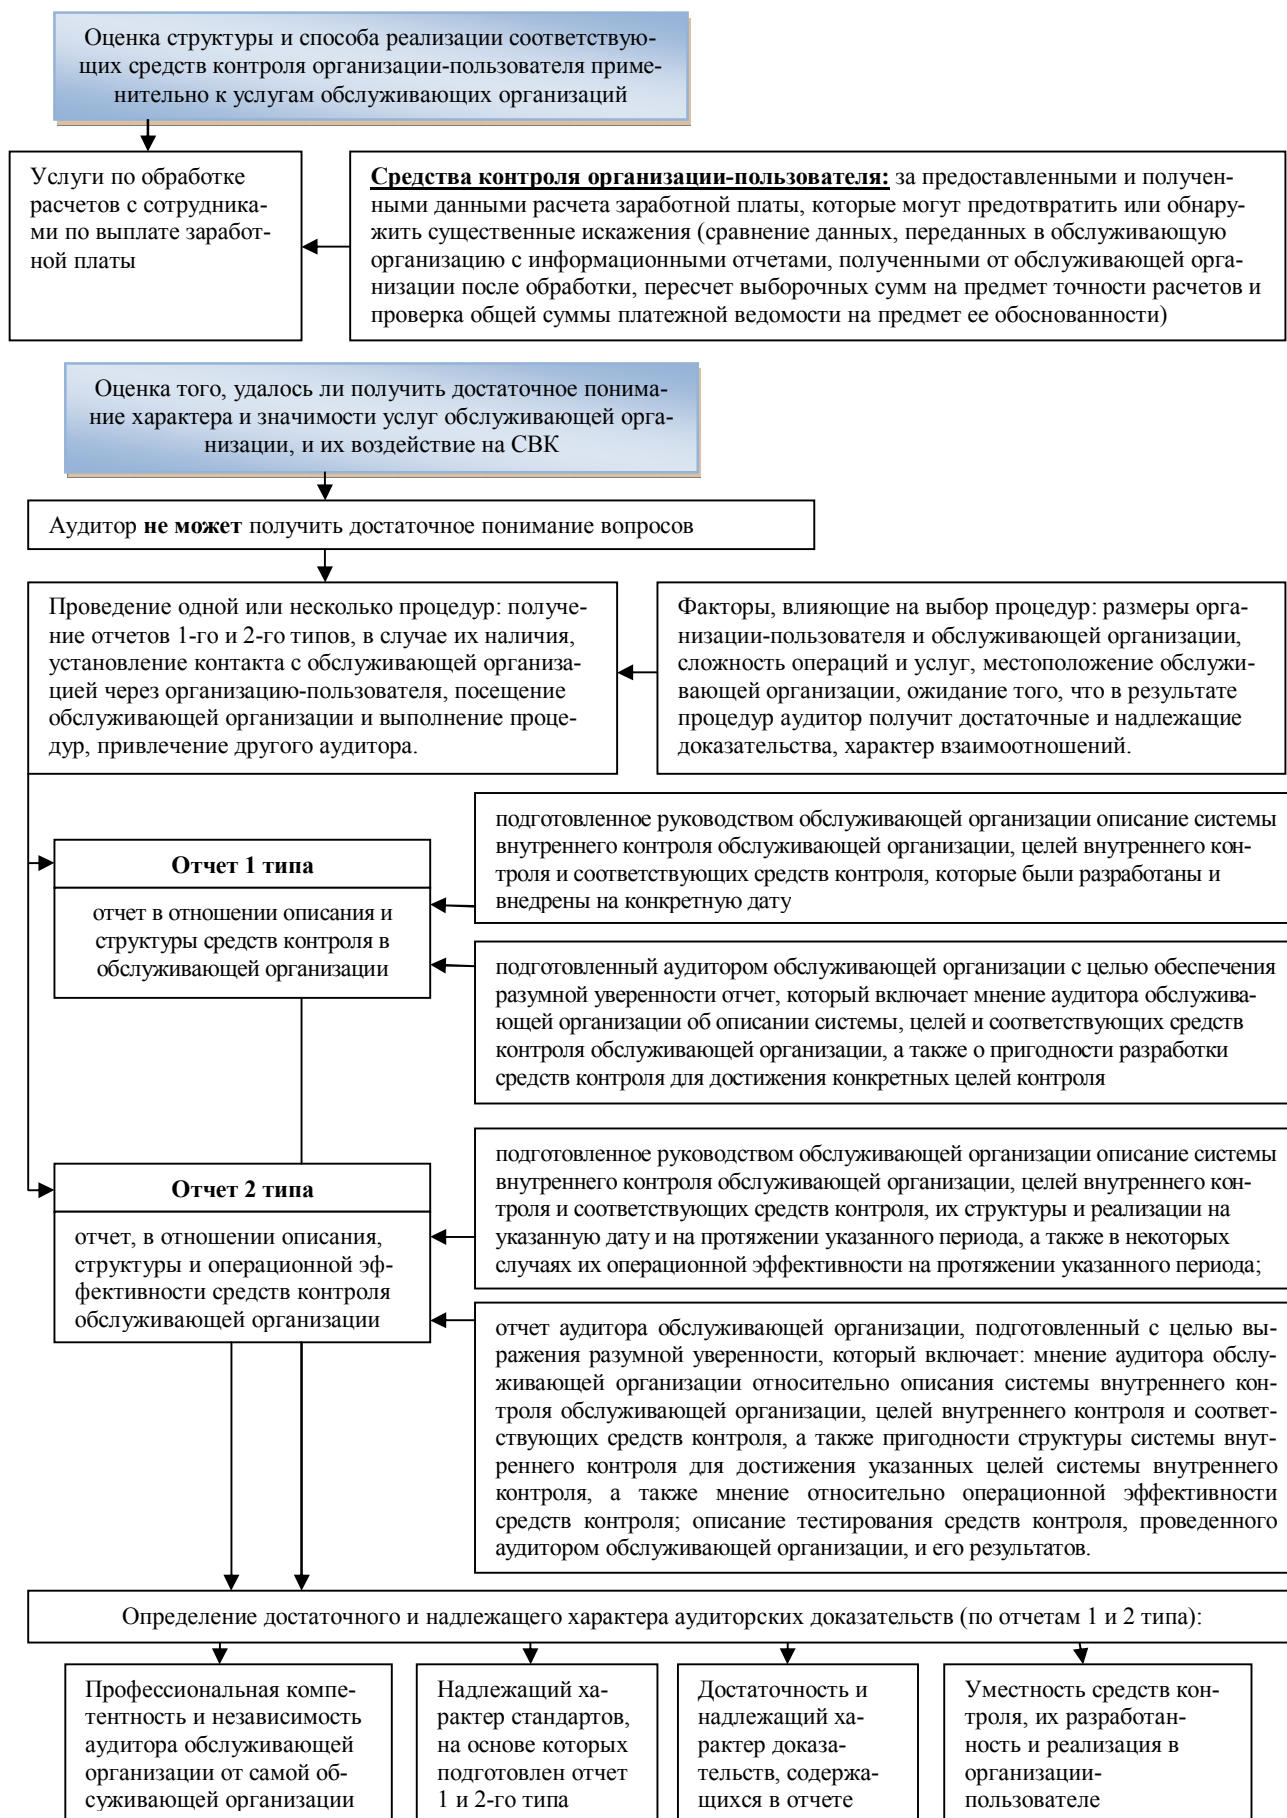 Оценка структуры и способа реализации соответствую-
щих средств контроля организации-пользователя приме-
нительно к услугам обслуживающих организаций
Услуги по обработке
расчетов с сотрудника-
ми по выплате заработ-
ной платы
Средства контроля организации-пользователя: за предоставленными и получен-
ными данными расчета заработной платы, которые могут предотвратить или обнару-
жить существенные искажения (сравнение данных, переданных в обслуживающую
организацию с информационными отчетами, полученными от обслуживающей орга-
низации после обработки, пересчет выборочных сумм на предмет точности расчетов и
проверка общей суммы платежной ведомости на предмет ее обоснованности)
Оценка того, удалось ли получить достаточное понима-
ние характера и значимости услуг обслуживающей орга-
низации, и их воздействие на СВК
Аудитор не может получить достаточное понимание вопросов
Проведение одной или несколько процедур: получе-
ние отчетов 1-го и 2-го типов, в случае их наличия,
установление контакта с обслуживающей организа-
цией через организацию-пользователя, посещение
обслуживающей организации и выполнение проце-
дур, привлечение другого аудитора.
Факторы, влияющие на выбор процедур: размеры орга-
низации-пользователя и обслуживающей организации,
сложность операций и услуг, местоположение обслужи-
вающей организации, ожидание того, что в результате
процедур аудитор получит достаточные и надлежащие
доказательства, характер взаимоотношений.
Отчет 1 типа
отчет в отношении описания и
структуры средств контроля в
обслуживающей организации
подготовленное руководством обслуживающей организации описание системы
внутреннего контроля обслуживающей организации, целей внутреннего кон-
троля и соответствующих средств контроля, которые были разработаны и
внедрены на конкретную дату
подготовленный аудитором обслуживающей организации с целью обеспечения
разумной уверенности отчет, который включает мнение аудитора обслужива-
ющей организации об описании системы, целей и соответствующих средств
контроля обслуживающей организации, а также о пригодности разработки
средств контроля для достижения конкретных целей контроля
Отчет 2 типа
отчет, в отношении описания,
структуры и операционной эф-
фективности средств контроля
обслуживающей организации
подготовленное руководством обслуживающей организации описание системы
внутреннего контроля обслуживающей организации, целей внутреннего кон-
троля и соответствующих средств контроля, их структуры и реализации на
указанную дату и на протяжении указанного периода, а также в некоторых
случаях их операционной эффективности на протяжении указанного периода;
отчет аудитора обслуживающей организации, подготовленный с целью вы-
ражения разумной уверенности, который включает: мнение аудитора обслу-
живающей организации относительно описания системы внутреннего кон-
троля обслуживающей организации, целей внутреннего контроля и соответ-
ствующих средств контроля, а также пригодности структуры системы внут-
реннего контроля для достижения указанных целей системы внутреннего
контроля, а также мнение относительно операционной эффективности
средств контроля; описание тестирования средств контроля, проведенного
аудитором обслуживающей организации, и его результатов.
Определение достаточного и надлежащего характера аудиторских доказательств (по отчетам 1 и 2 типа):
Профессиональная компе-
тентность и независимость
аудитора обслуживающей
организации от самой об-
суживающей организации
Надлежащий ха-
рактер стандартов,
на основе которых
подготовлен отчет
1 и 2-го типа
Достаточность и
надлежащий ха-
рактер доказа-
тельств, содержа-
щихся в отчете
Уместность средств кон-
троля, их разработан-
ность и реализация в
организации-
пользователе